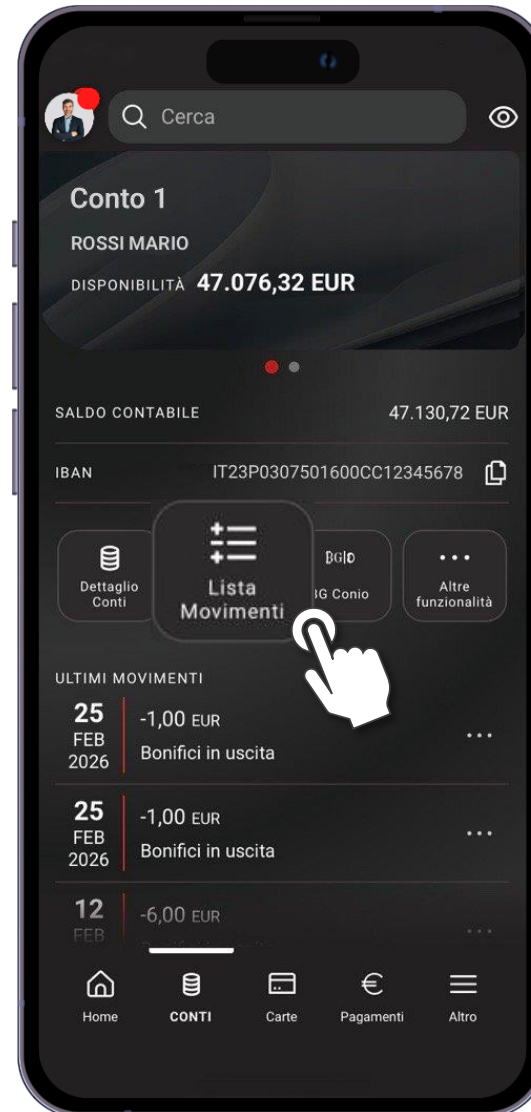 Cerca
Conto 1
ROSSI MARIO
DISPONIBILITÀ 47.076,32 EUR
SALDO CONTABILE 47.130,72 EUR
IBAN IT23P0307501600CC12345678
Dettaglio
Conti
Lista
Movimenti
BG|D
BG Conio
Altre
funzionalità
ULTIMI MOVIMENTI
25
FEB
2026
-1,00 EUR
Bonifici in uscita
25
FEB
2026
-1,00 EUR
Bonifici in uscita
12
FEB
-6,00 EUR
Home
CONTI
Carte
Pagamenti
Altro